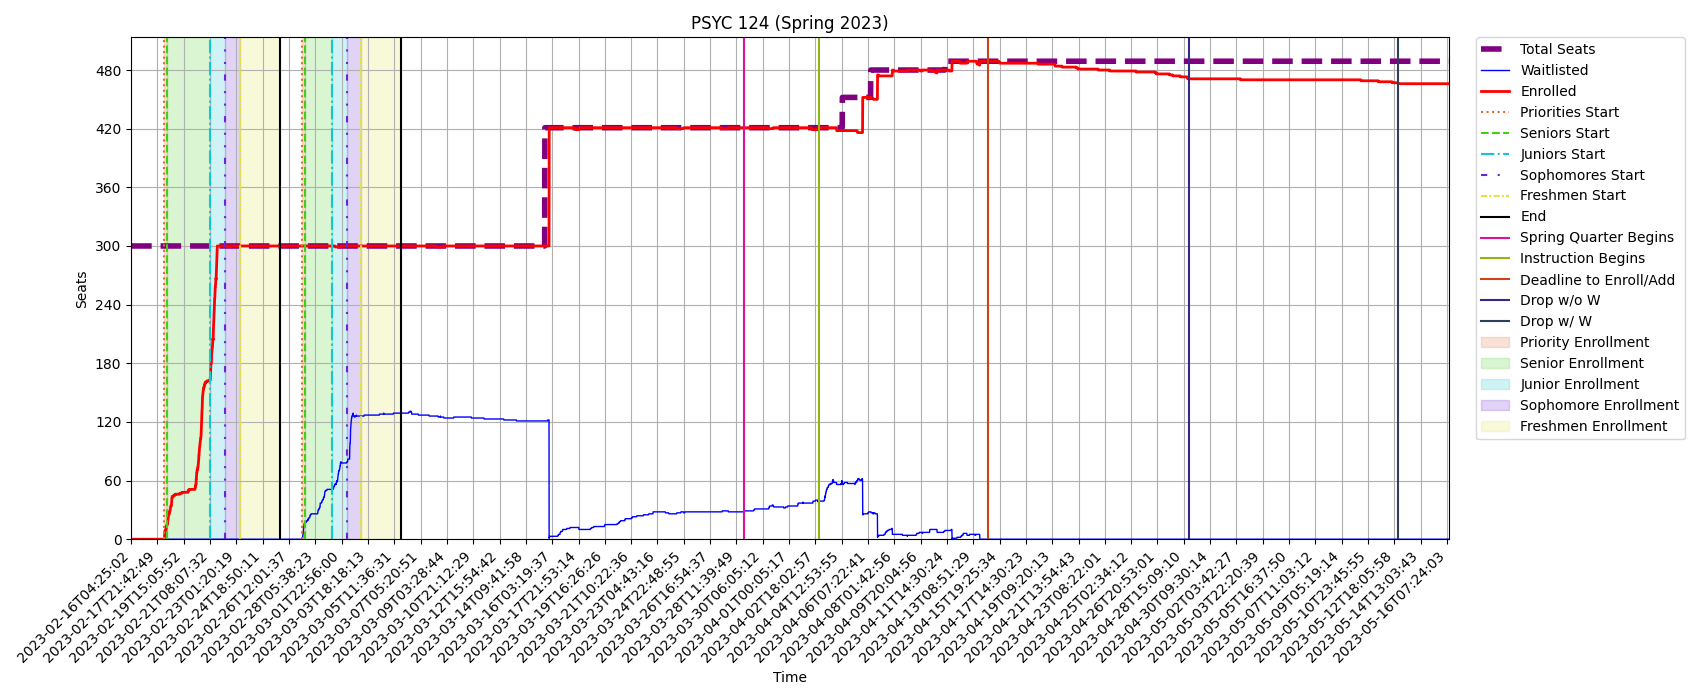 PSYC 124 (Spring 2023)
Seats
480
420
360
300
240
180
120
60
0
2023-02-16T04:25:02
2023-02-17T21:42:49
2023-02-19T15:05:52
2023-02-21T08:07:32
2023-02-23T01:20:19
2023-02-24T18:50:11
2023-02-26T12:01:37
2023-02-28T05:38:23
2023-03-01T22:56:00
2023-03-03T18:18:13
2023-03-05T11:36:31
2023-03-07T05:20:51
2023-03-09T03:28:44
2023-03-10T21:12:29
2023-03-12T15:54:42
2023-03-14T09:41:58
2023-03-16T03:19:37
2023-03-17T21:53:14
2023-03-19T16:26:26
2023-03-21T10:22:36
2023-03-23T04:43:16
2023-03-24T22:48:55
2023-03-26T16:54:37
2023-03-28T11:39:49
2023-03-30T06:05:12
2023-04-01T00:05:17
2023-04-02T18:02:57
2023-04-04T12:53:55
2023-04-06T07:22:41
2023-04-08T01:42:56
2023-04-09T20:04:56
2023-04-11T14:30:24
2023-04-13T08:51:29
2023-04-15T19:25:34
2023-04-17T14:30:23
2023-04-19T09:20:13
2023-04-21T13:54:43
2023-04-23T08:22:01
2023-04-25T02:34:12
2023-04-26T20:53:01
2023-04-28T15:09:10
2023-04-30T09:30:14
2023-05-02T03:42:27
2023-05-03T22:20:39
2023-05-05T16:37:50
2023-05-07T11:03:12
2023-05-09T05:19:14
2023-05-10T23:45:55
2023-05-12T18:05:58
2023-05-14T13:03:43
2023-05-16T07:24:03
Time
Total Seats
Waitlisted
Enrolled
Priorities Start
Seniors Start
Juniors Start
Sophomores Start
Freshmen Start
End
Spring Quarter Begins
Instruction Begins
Deadline to Enroll/Add
Drop w/o W
Drop w/ W
Priority Enrollment
Senior Enrollment
Junior Enrollment
Sophomore Enrollment
Freshmen Enrollment